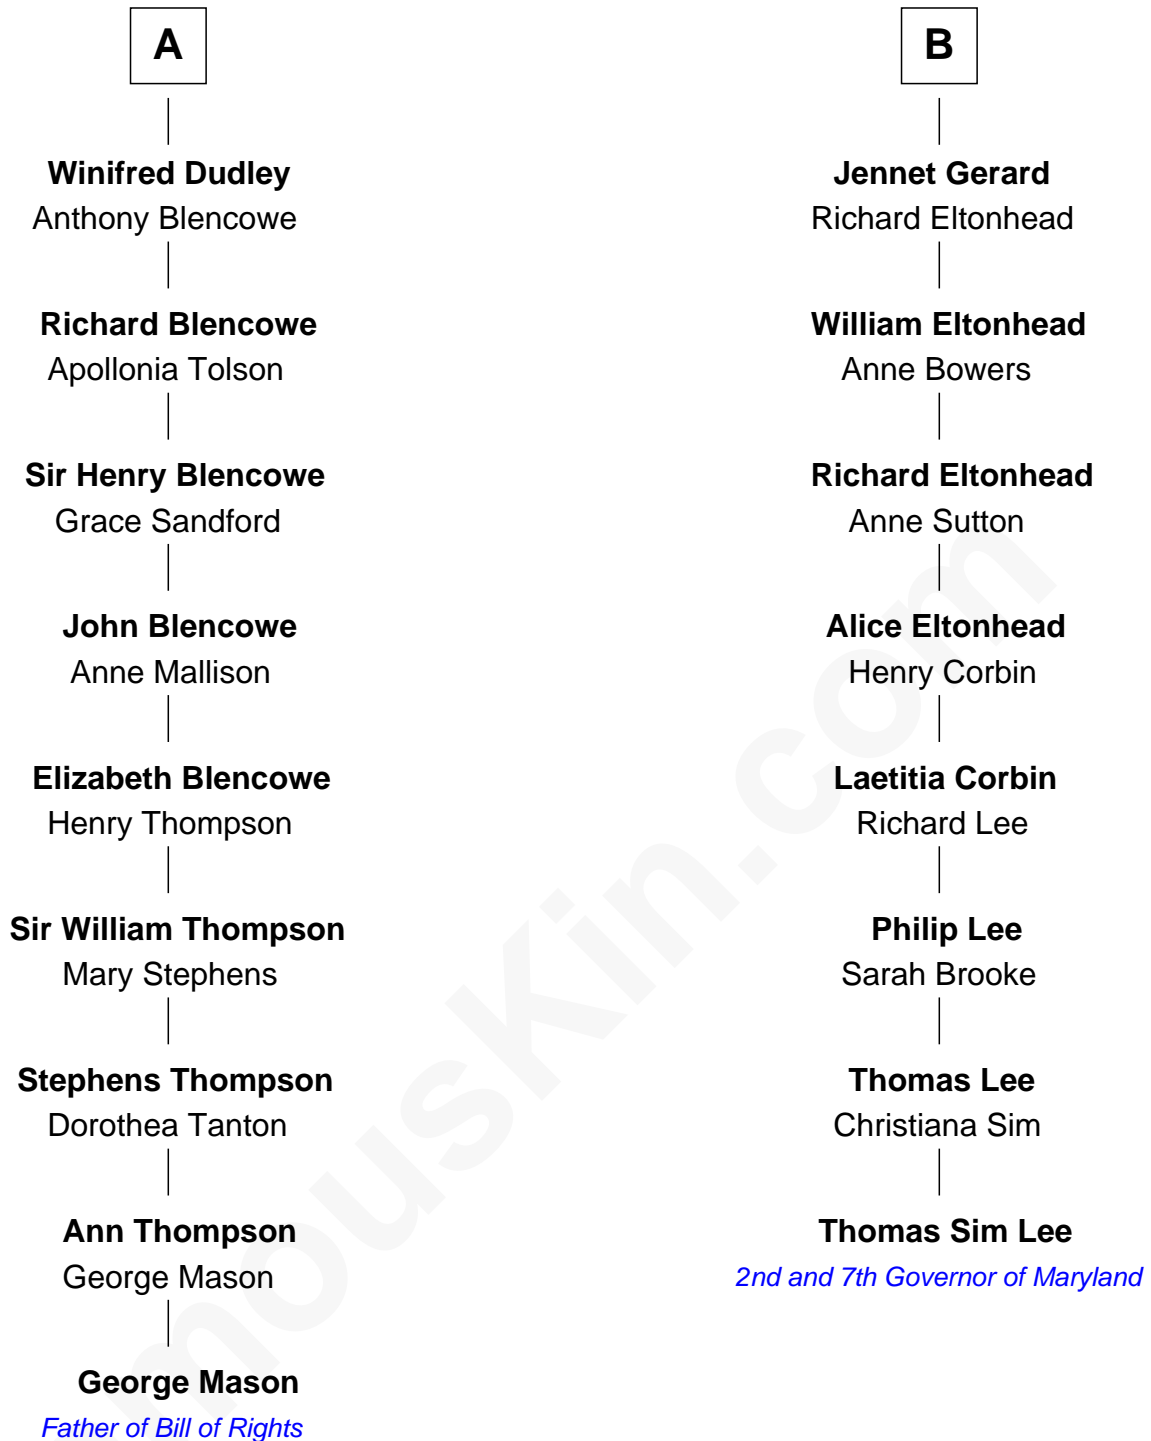 A
Winifred Dudley
Anthony Blencowe
Richard Blencowe
Apollonia Tolson
Sir Henry Blencowe
Grace Sandford
John Blencowe
Anne Mallison
Elizabeth Blencowe
Henry Thompson
Sir William Thompson
Mary Stephens
Stephens Thompson
Dorothea Tanton
Ann Thompson
George Mason
George Mason
Father of Bill of Rights
B
Jennet Gerard
Richard Eltonhead
William Eltonhead
Anne Bowers
Richard Eltonhead
Anne Sutton
Alice Eltonhead
Henry Corbin
Laetitia Corbin
Richard Lee
Philip Lee
Sarah Brooke
Thomas Lee
Christiana Sim
Thomas Sim Lee
2nd and 7th Governor of Maryland
mousKin.com